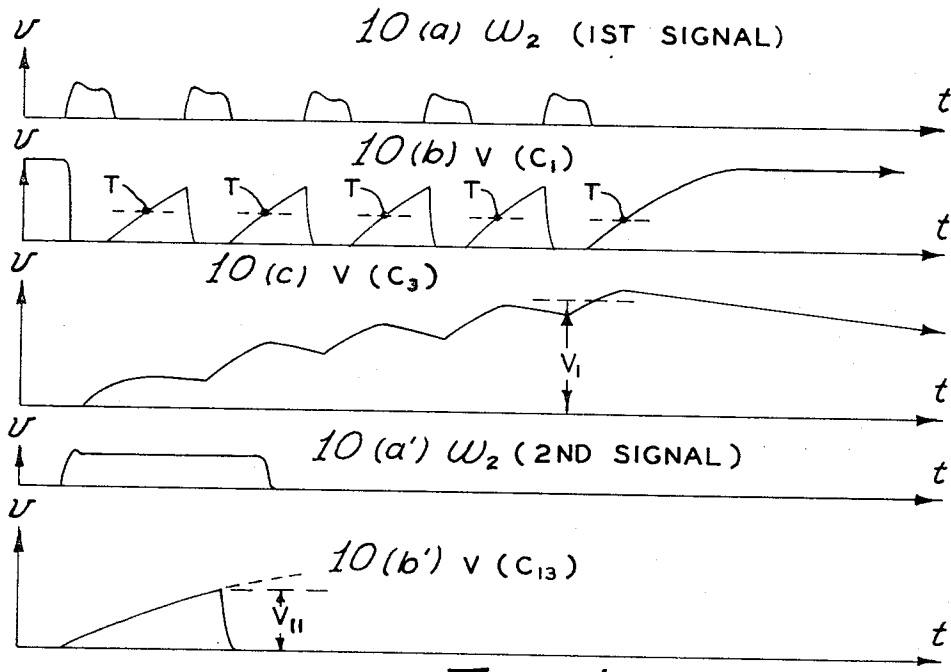 10(a) ω₂ (1ST SIGNAL)
υ
t
υ
10(b) V (C₁)
T T T T T
t
υ
10(c) V (C₃)
V₁
t
υ
10(a') ω₂ (2ND SIGNAL)
t
υ
10(b') V (C₁₃)
V₁₁
t